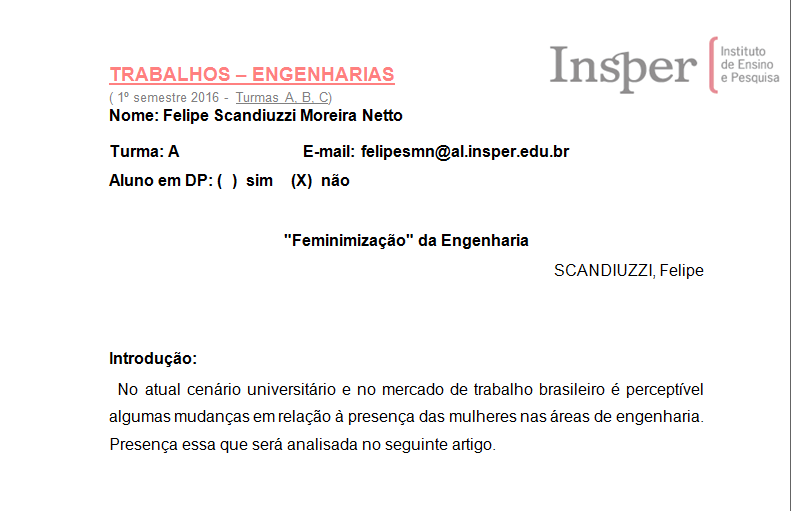 Insper
Instituto
de Ensino
e Pesquisa
TRABALHOS – ENGENHARIAS
( 1º semestre 2016 - Turmas A, B, C)
Nome: Felipe Scandiuzzi Moreira Netto
Turma: A E-mail: felipesmn@al.insper.edu.br
Aluno em DP: ( ) sim (X) não
"Feminimização" da Engenharia
SCANDIUZZI, Felipe
Introdução:
No atual cenário universitário e no mercado de trabalho brasileiro é perceptível
algumas mudanças em relação à presença das mulheres nas áreas de engenharia.
Presença essa que será analisada no seguinte artigo.